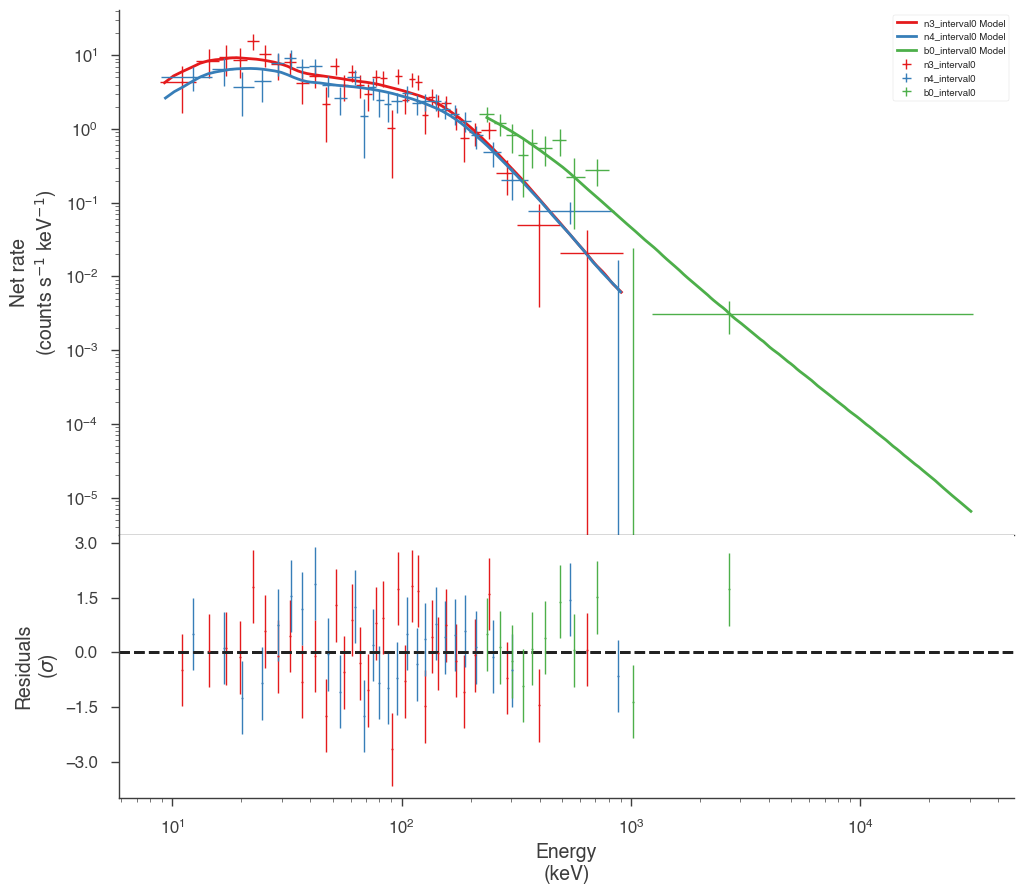 n3_interval0 Model
n4_interval0 Model
b0_interval0 Model
n3_interval0
n4_interval0
b0_interval0
Net rate
(counts s⁻¹ keV⁻¹)
10¹
10⁰
10⁻¹
10⁻²
10⁻³
10⁻⁴
10⁻⁵
Residuals
(σ)
3.0
1.5
0.0
−1.5
−3.0
10¹ 10² 10³ 10⁴
Energy
(keV)